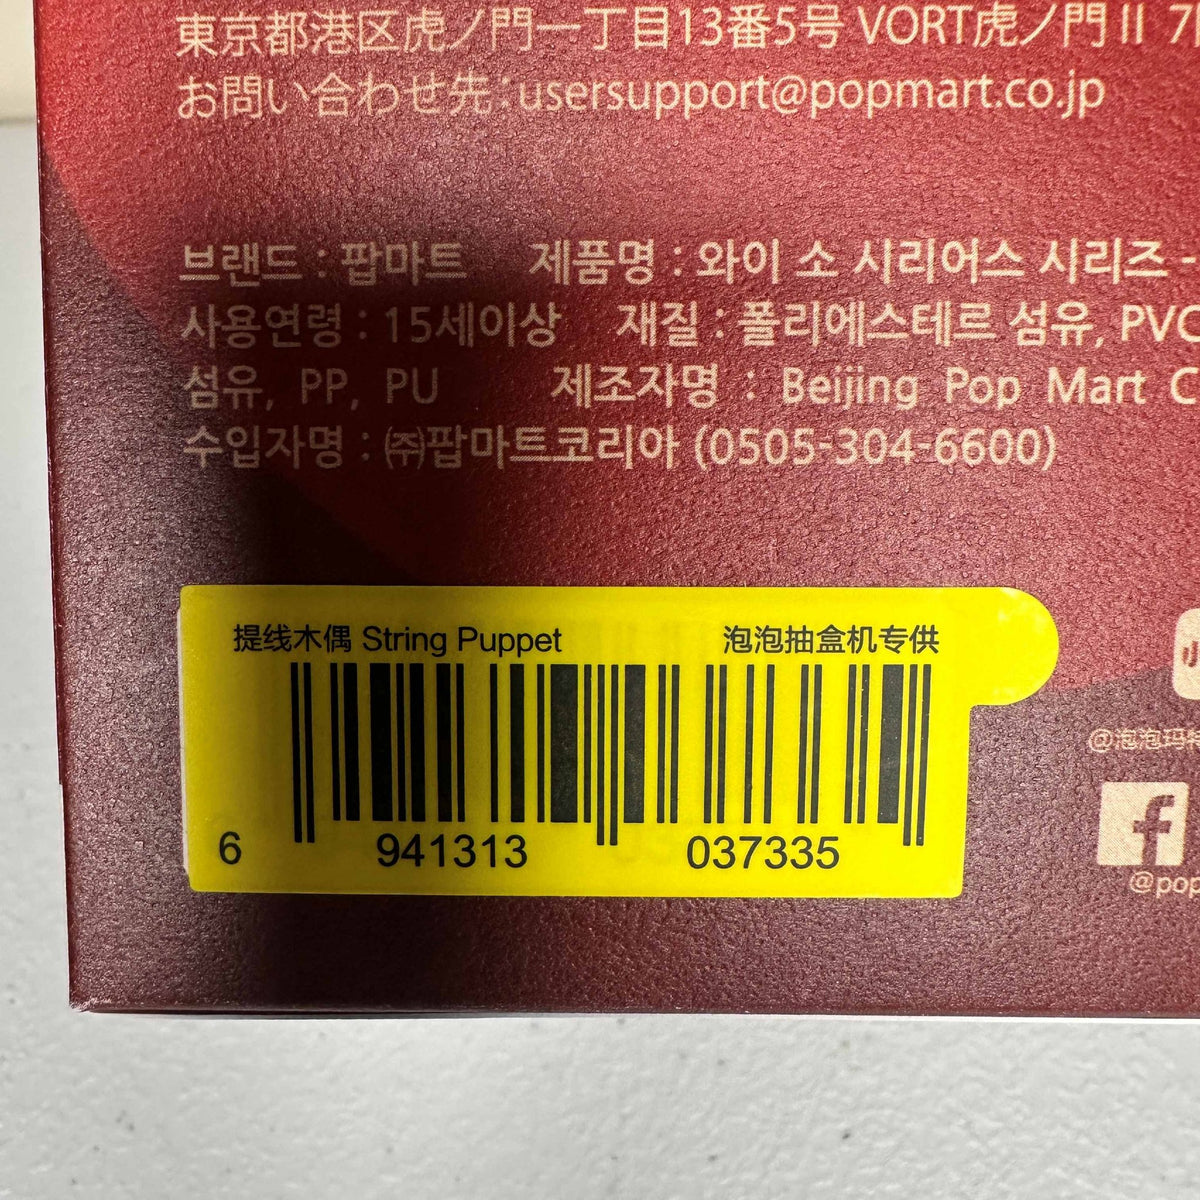 東京都港区虎ノ門一丁目13番5号 VORT虎ノ門Ⅱ 7
お問い合わせ先：usersupport@popmart.co.jp
브랜드 : 팝마트 제품명 : 와이 소 시리어스 시리즈 -
사용연령 : 15세이상 재질 : 폴리에스테르 섬유, PVC
섬유, PP, PU 제조자명 : Beijing Pop Mart C
수입자명 : ㈜팝마트코리아 (0505-304-6600)
提线木偶 String Puppet 泡泡抽盒机专供
@泡泡玛特
6 941313 037335
@pop